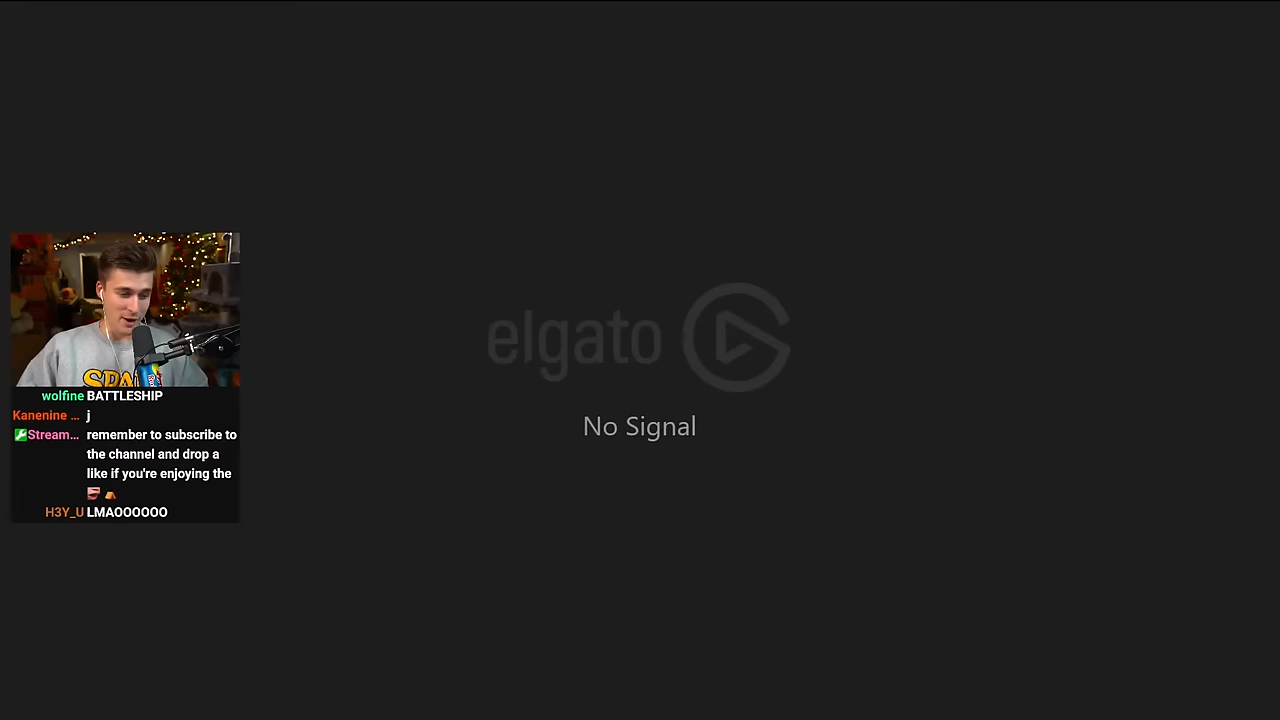 elgato
No Signal
SPA
wolfine BATTLESHIP
Kanenine ... j
Stream... remember to subscribe to
the channel and drop a
like if you're enjoying the
H3Y_U LMAOOOOOO